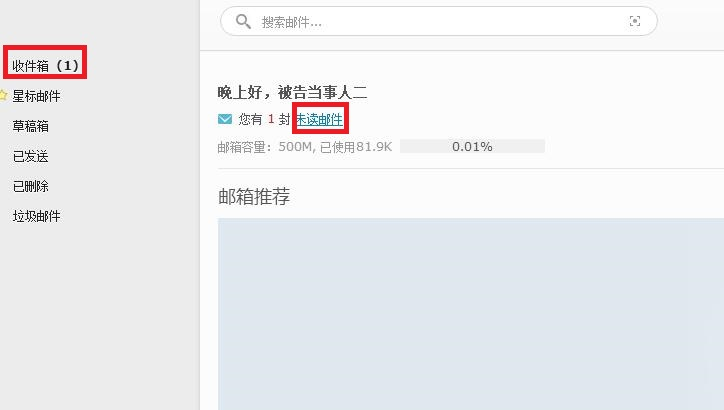 搜索邮件...
收件箱 (1)
星标邮件
草稿箱
已发送
已删除
垃圾邮件
晚上好，被告当事人二
您有 1 封 未读邮件
邮箱容量：500M, 已使用81.9K 0.01%
邮箱推荐